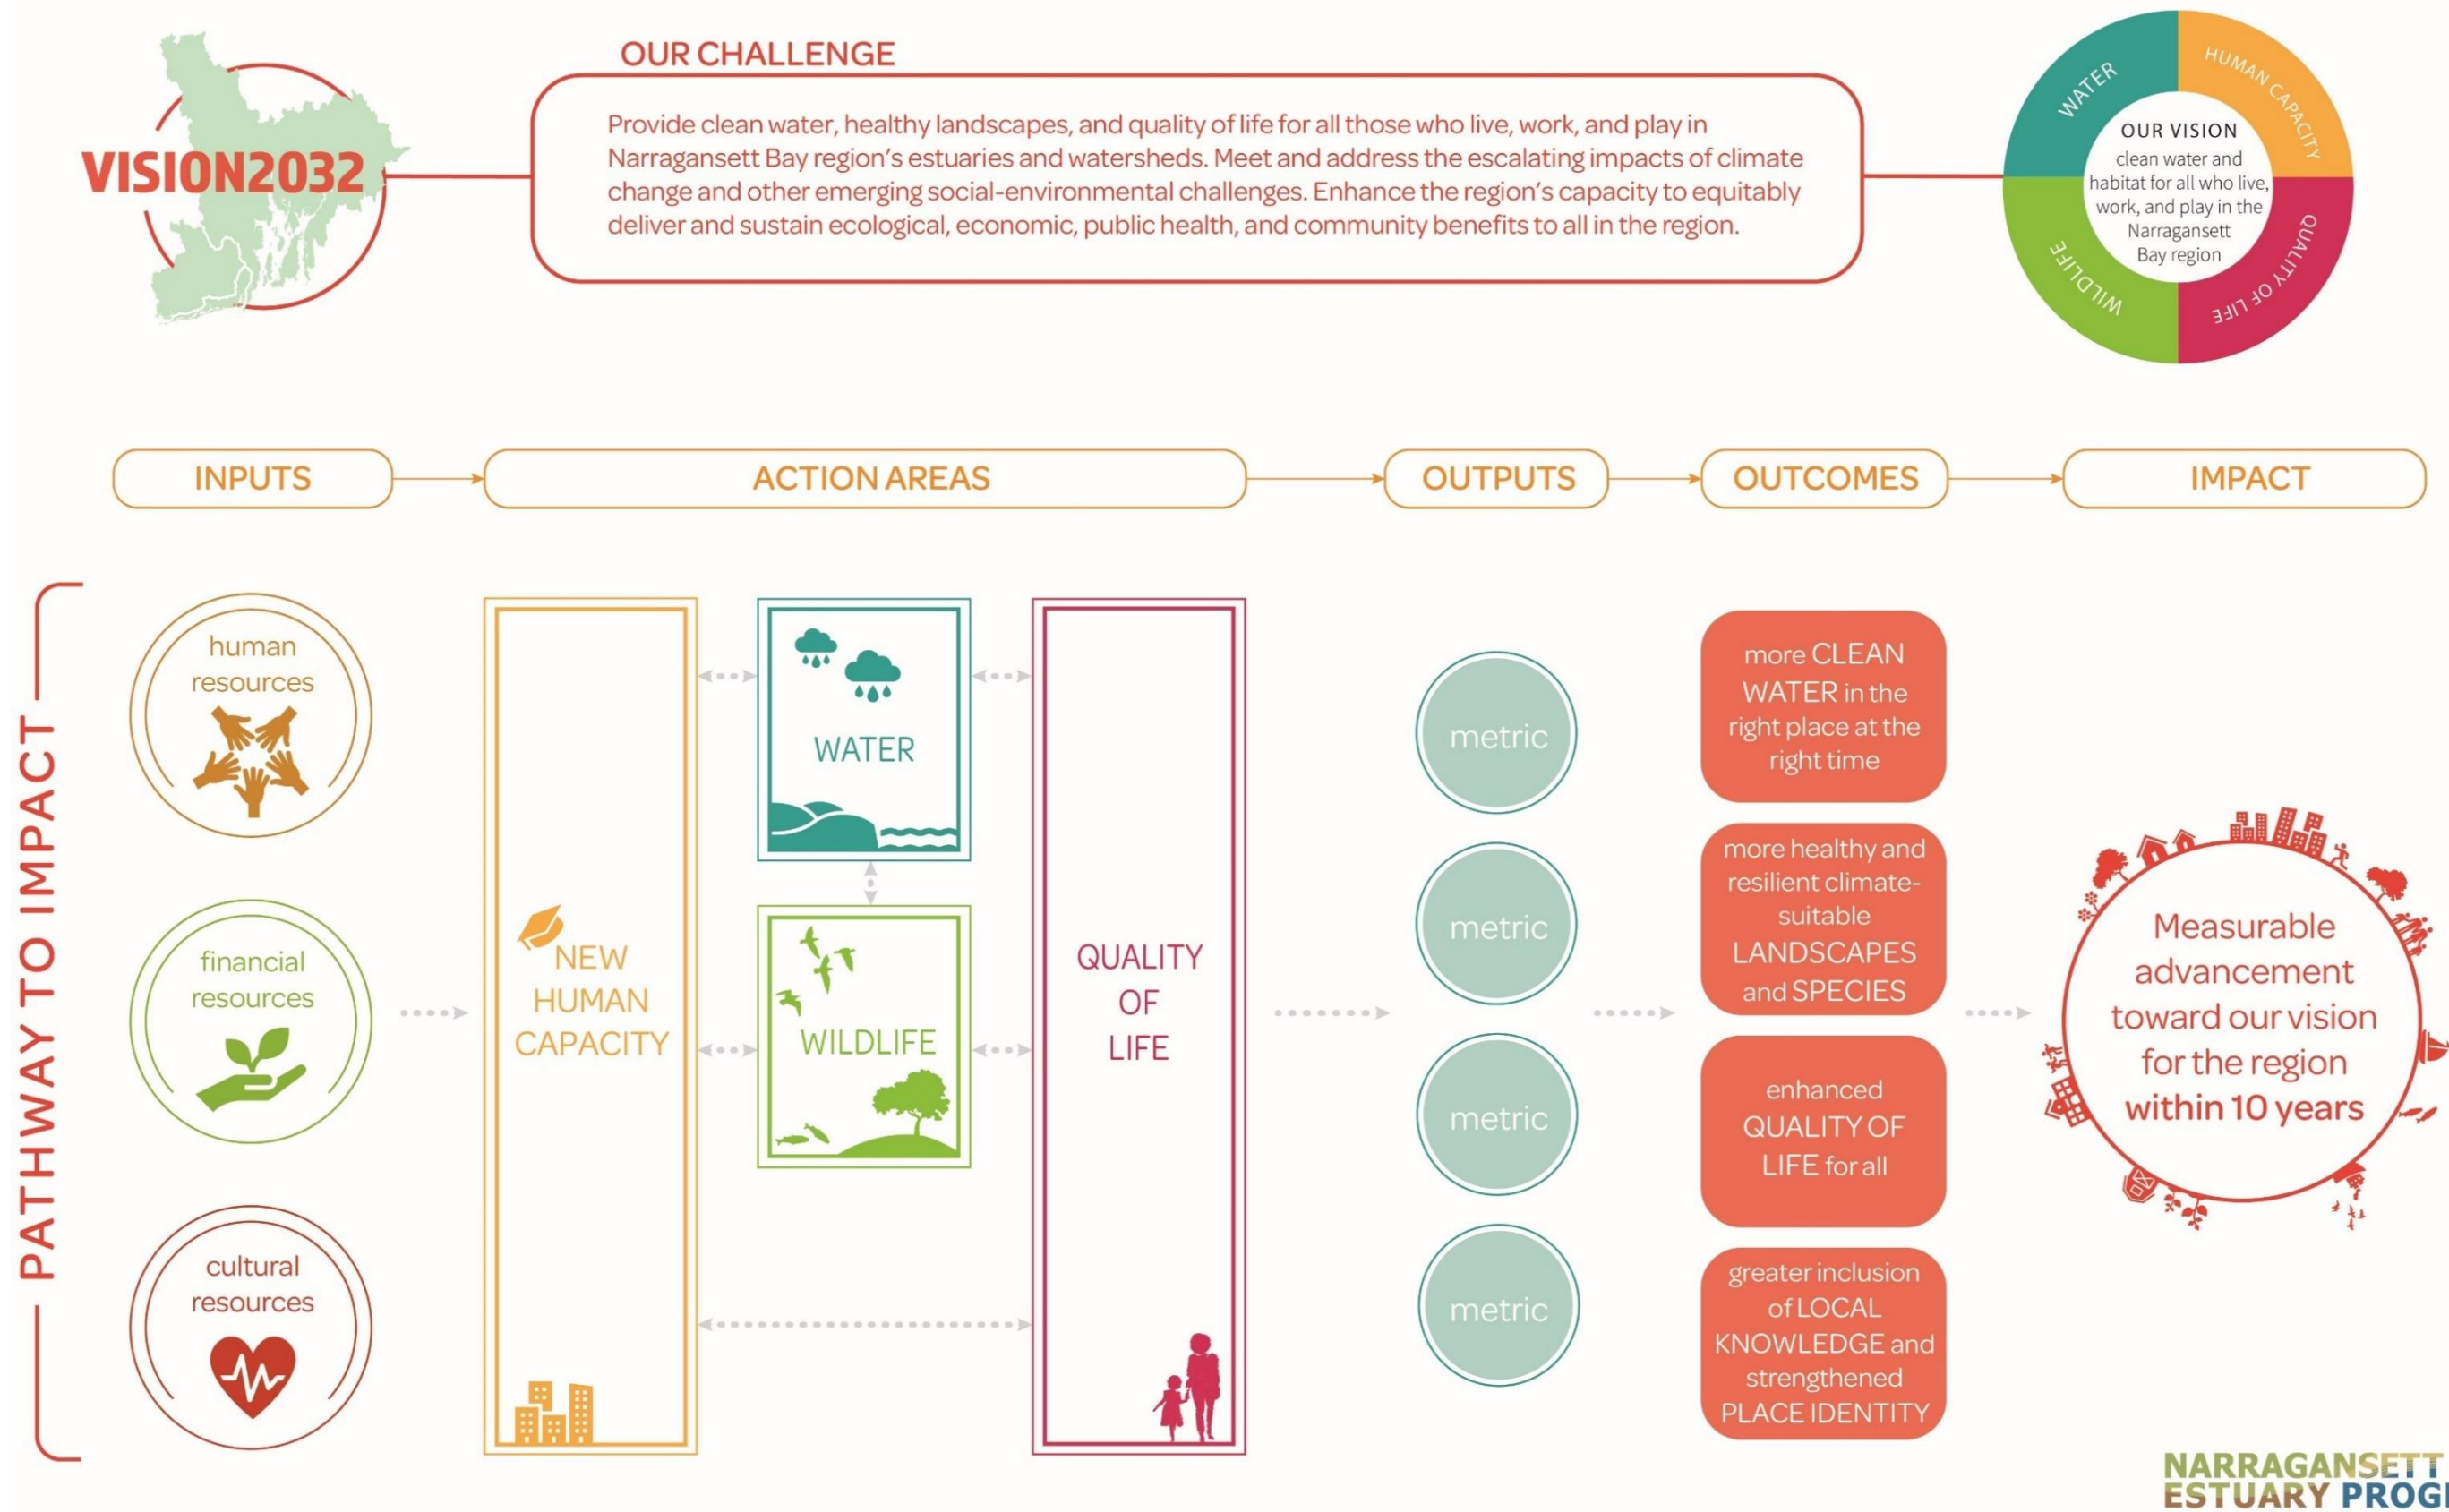 OUR CHALLENGE
VISION2032
Provide clean water, healthy landscapes, and quality of life for all those who live, work, and play in
Narragansett Bay region's estuaries and watersheds. Meet and address the escalating impacts of climate
change and other emerging social-environmental challenges. Enhance the region's capacity to equitably
deliver and sustain ecological, economic, public health, and community benefits to all in the region.
WATER
HUMAN CAPACITY
QUALITY OF LIFE
WILDLIFE
OUR VISION
clean water and
habitat for all who live,
work, and play in the
Narragansett
Bay region
INPUTS
ACTION AREAS
OUTPUTS
OUTCOMES
IMPACT
PATHWAY TO IMPACT
human
resources
financial
resources
cultural
resources
NEW
HUMAN
CAPACITY
WATER
WILDLIFE
QUALITY
OF
LIFE
metric
metric
metric
metric
more CLEAN
WATER in the
right place at the
right time
more healthy and
resilient climate-
suitable
LANDSCAPES
and SPECIES
enhanced
QUALITY OF
LIFE for all
greater inclusion
of LOCAL
KNOWLEDGE and
strengthened
PLACE IDENTITY
Measurable
advancement
toward our vision
for the region
within 10 years
NARRAGANSETT
ESTUARY